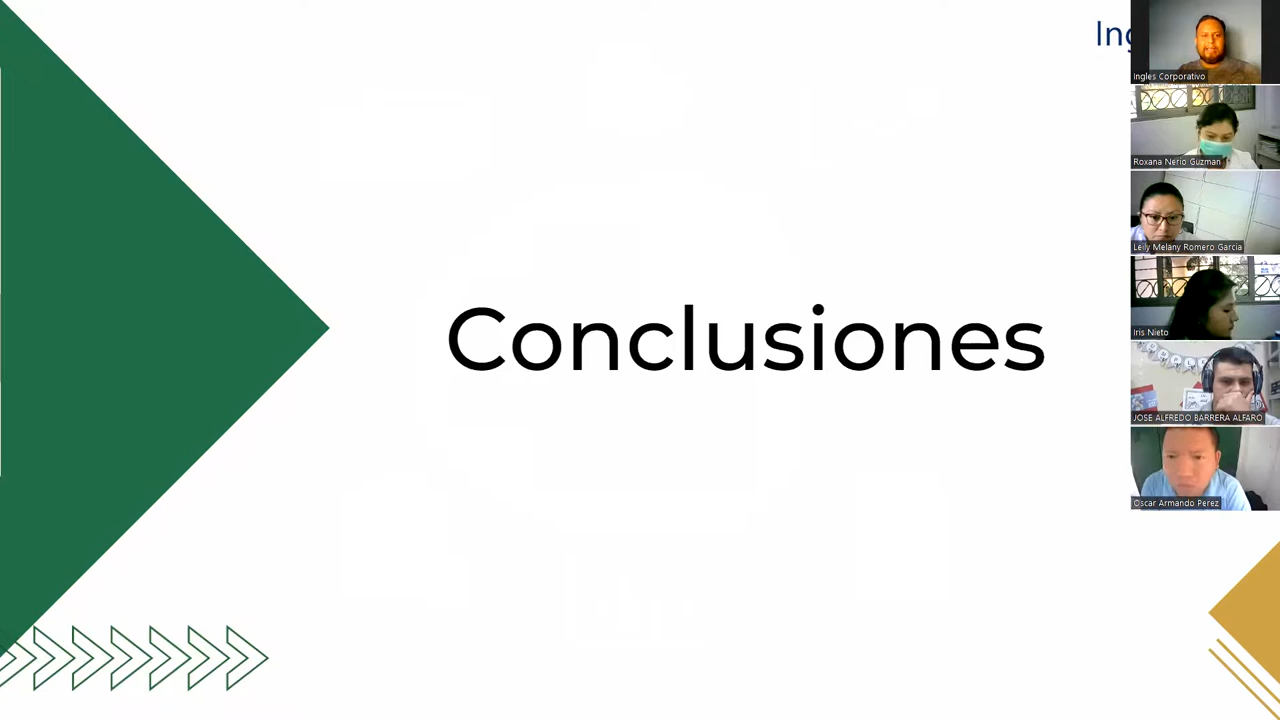 Conclusiones
Ingles Corporativo
Roxana Nerio Guzman
Leily Melany Romero Garcia
Iris Nieto
JOSE ALFREDO BARRERA ALFARO
Oscar Armando Perez